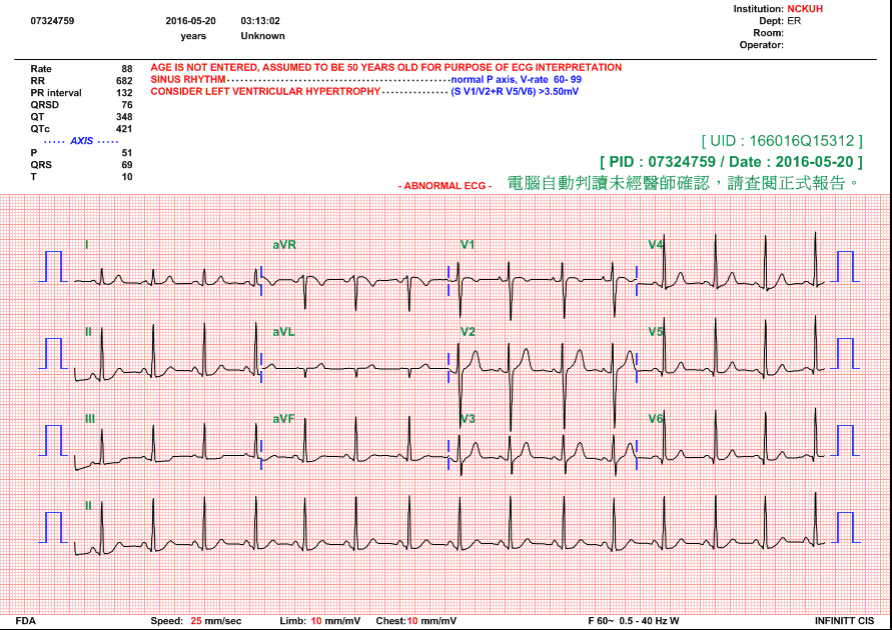 Institution: NCKUH
07324759 2016-05-20 03:13:02 Dept: ER
years Unknown Room:
Operator:
Rate 88 AGE IS NOT ENTERED, ASSUMED TO BE 50 YEARS OLD FOR PURPOSE OF ECG INTERPRETATION
RR 682 SINUS RHYTHM - - - - - - - - - - - - - - - - - - - - - - - - - - - - - - - - - - - - - - - - normal P axis, V-rate 60- 99
PR interval 132 CONSIDER LEFT VENTRICULAR HYPERTROPHY - - - - - - - - - - - - - (S V1/V2+R V5/V6) >3.50mV
QRSD 76
QT 348
QTc 421
····· AXIS ·····
[ UID : 166016Q15312 ]
P 51
QRS 69 [ PID : 07324759 / Date : 2016-05-20 ]
T 10
- ABNORMAL ECG - 電腦自動判讀未經醫師確認，請查閱正式報告。
I aVR V1 V4
II aVL V2 V5
III aVF V3 V6
II
FDA Speed: 25 mm/sec Limb: 10 mm/mV Chest: 10 mm/mV F 60~ 0.5 - 40 Hz W INFINITT CIS